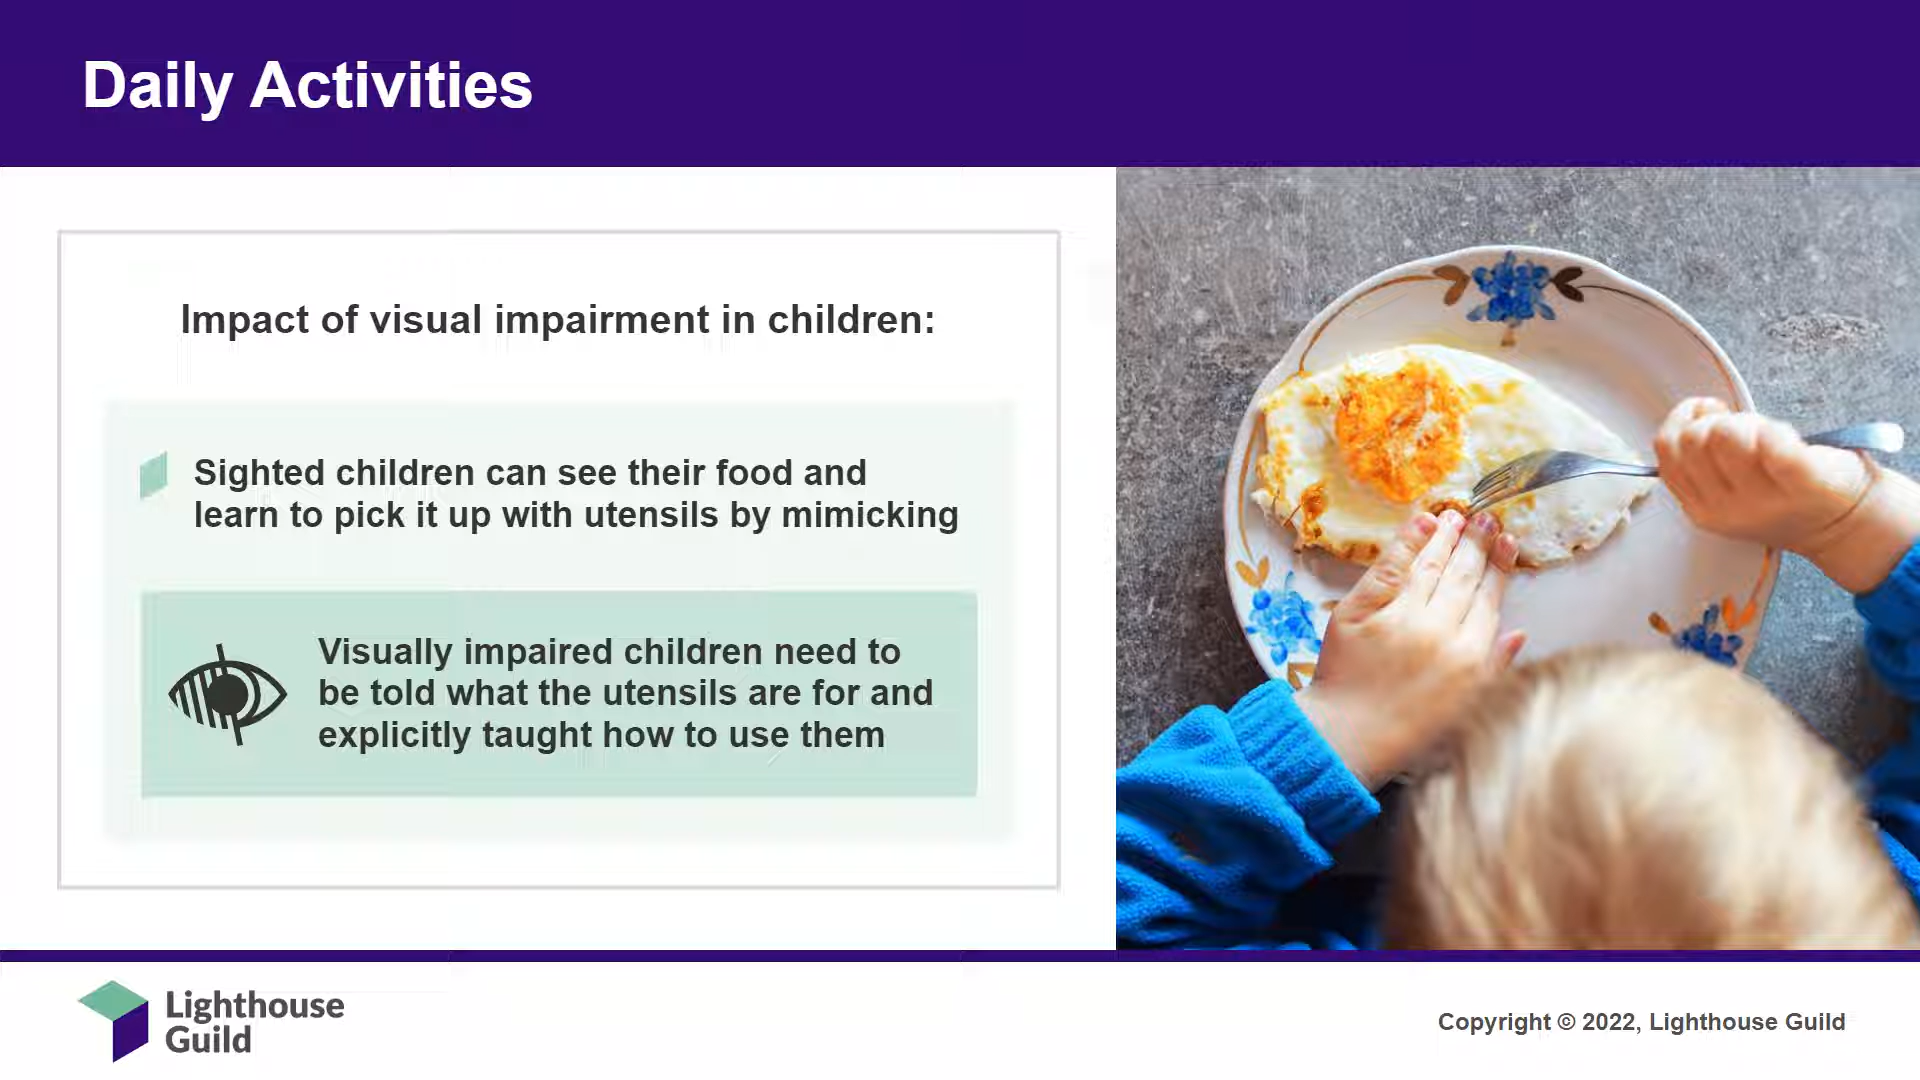 Daily Activities
Impact of visual impairment in children:
Sighted children can see their food and
learn to pick it up with utensils by mimicking
Visually impaired children need to
be told what the utensils are for and
explicitly taught how to use them
Lighthouse
Guild
Copyright © 2022, Lighthouse Guild